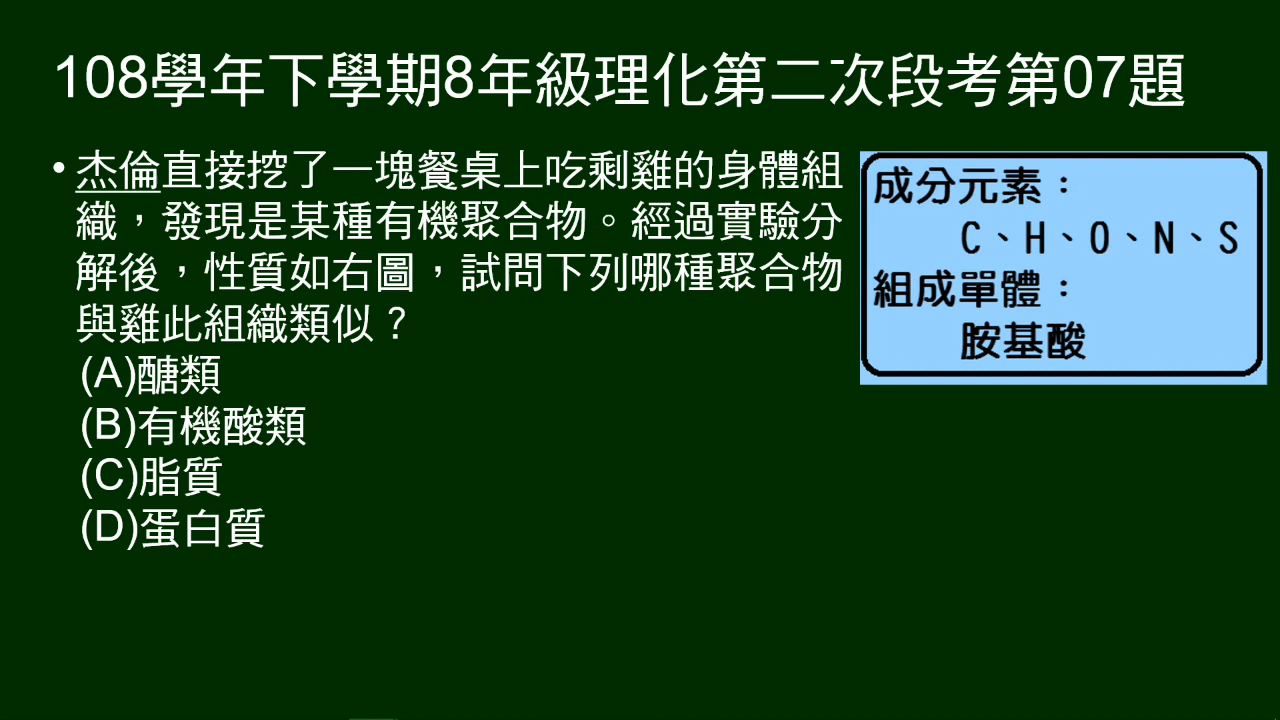 108學年下學期8年級理化第二次段考第07題
• 杰倫直接挖了一塊餐桌上吃剩雞的身體組
織，發現是某種有機聚合物。經過實驗分
解後，性質如右圖，試問下列哪種聚合物
與雞此組織類似？
(A)醣類
(B)有機酸類
(C)脂質
(D)蛋白質
成分元素：
C、H、O、N、S
組成單體：
胺基酸